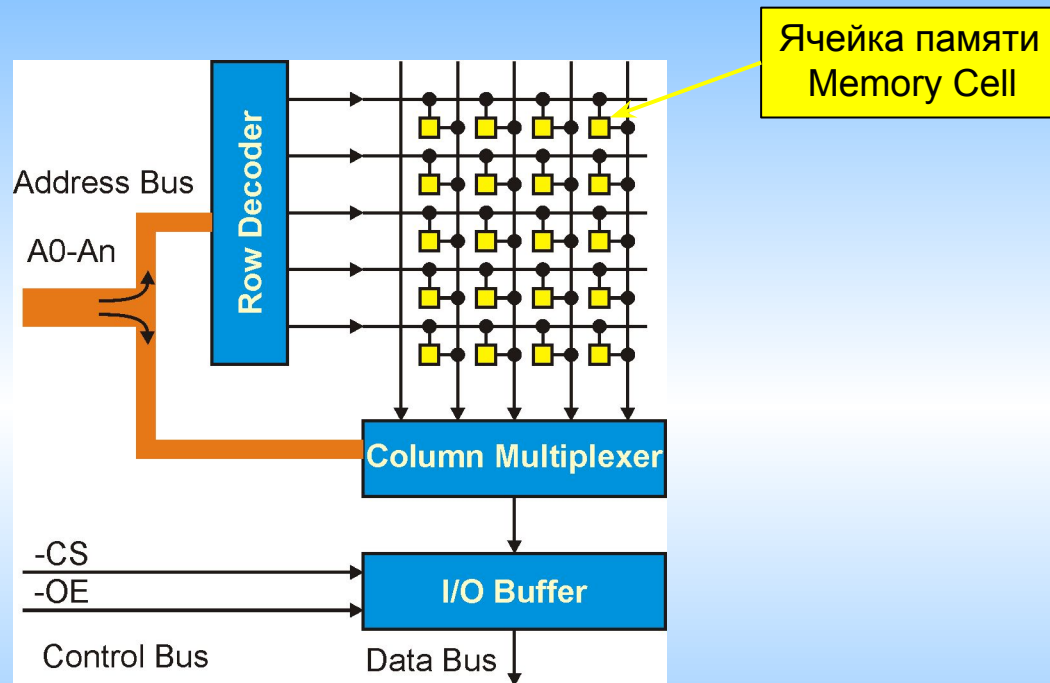 Ячейка памяти
Memory Cell
Row Decoder
Address Bus
A0-An
Column Multiplexer
-CS
-OE
I/O Buffer
Control Bus
Data Bus